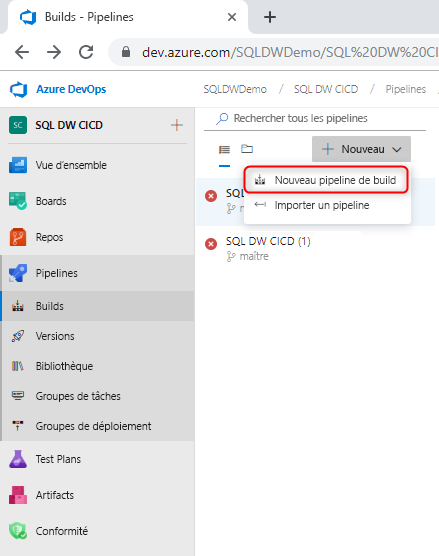 Builds - Pipelines
dev.azure.com/SQLDWDemo/SQL%20DW%20CI
Azure DevOps
SQLDWDemo / SQL DW CICD / Pipelines
SC SQL DW CICD
Rechercher tous les pipelines
Nouveau
Vue d'ensemble
Nouveau pipeline de build
SQ
Boards
Importer un pipeline
Repos
SQL DW CICD (1)
maître
Pipelines
Builds
Versions
Bibliothèque
Groupes de tâches
Groupes de déploiement
Test Plans
Artifacts
Conformité